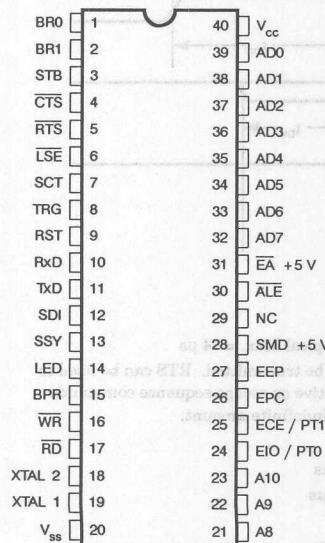 BR0 1 40 Vcc
BR1 2 39 AD0
STB 3 38 AD1
CTS 4 37 AD2
RTS 5 36 AD3
LSE 6 35 AD4
SCT 7 34 AD5
TRG 8 33 AD6
RST 9 32 AD7
RxD 10 31 EA +5 V
TxD 11 30 ALE
SDI 12 29 NC
SSY 13 28 SMD +5 V
LED 14 27 EEP
BPR 15 26 EPC
WR 16 25 ECE / PT1
RD 17 24 EIO / PT0
XTAL 2 18 23 A10
XTAL 1 19 22 A9
Vss 20 21 A8